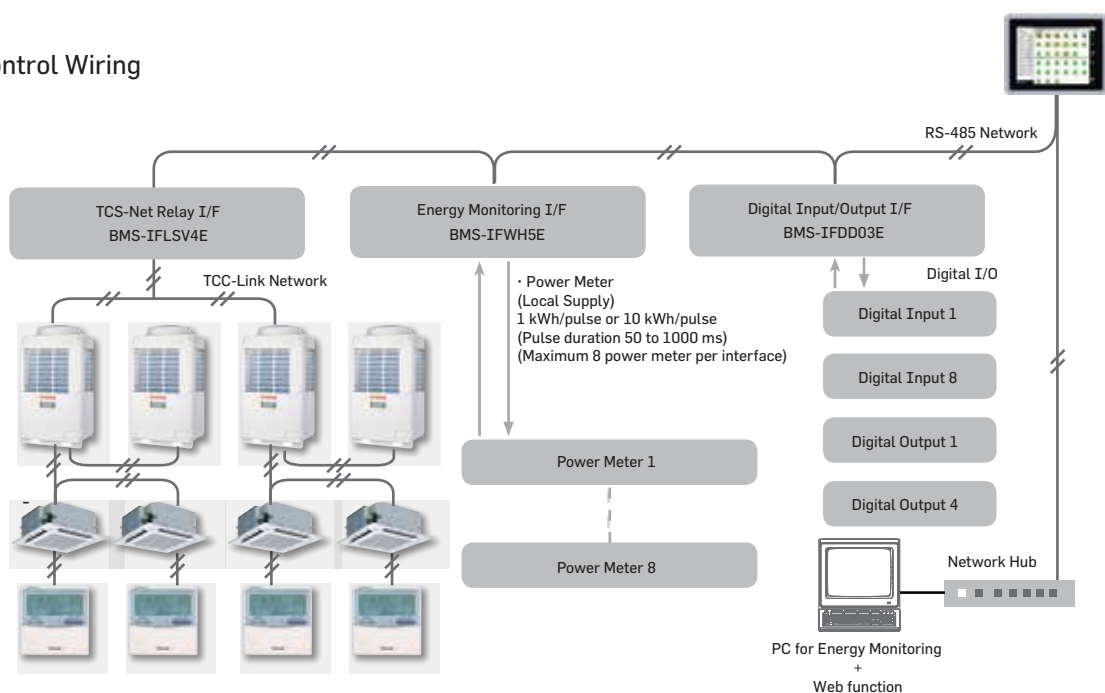 ontrol Wiring
RS-485 Network
TCS-Net Relay I/F
BMS-IFLSV4E
Energy Monitoring I/F
BMS-IFWH5E
Digital Input/Output I/F
BMS-IFDD03E
TCC-Link Network
· Power Meter
(Local Supply)
1 kWh/pulse or 10 kWh/pulse
(Pulse duration 50 to 1000 ms)
(Maximum 8 power meter per interface)
Digital I/O
Digital Input 1
Digital Input 8
Digital Output 1
Digital Output 4
Power Meter 1
Power Meter 8
Network Hub
PC for Energy Monitoring
+
Web function